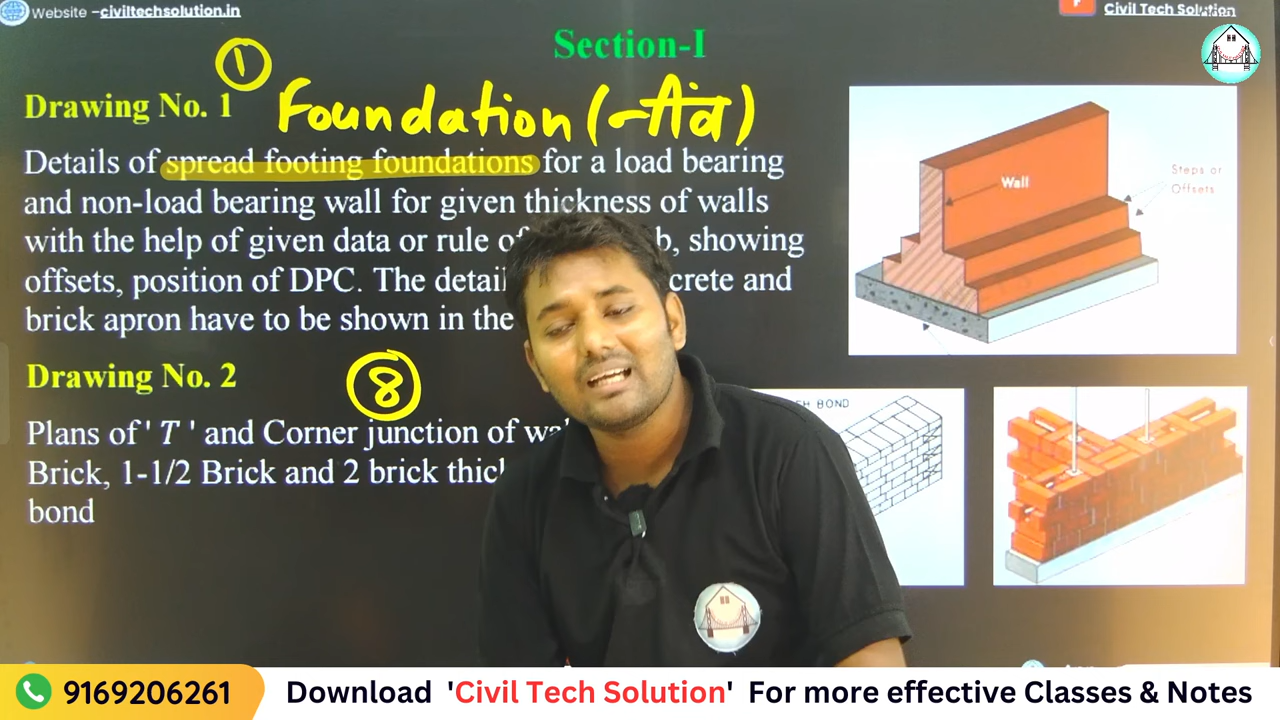 Website -civiltechsolution.in
Civil Tech Solution
Section-I
①
Drawing No. 1
Foundation (नींव)
Details of spread footing foundations for a load bearing
and non-load bearing wall for given thickness of walls
with the help of given data or rule of b, showing
offsets, position of DPC. The detail crete and
brick apron have to be shown in the
Wall
Steps or
Offsets
Drawing No. 2
⑧
Plans of ' T ' and Corner junction of
Brick, 1-1/2 Brick and 2 brick
bond
BOND
9169206261
Download 'Civil Tech Solution' For more effective Classes & Notes